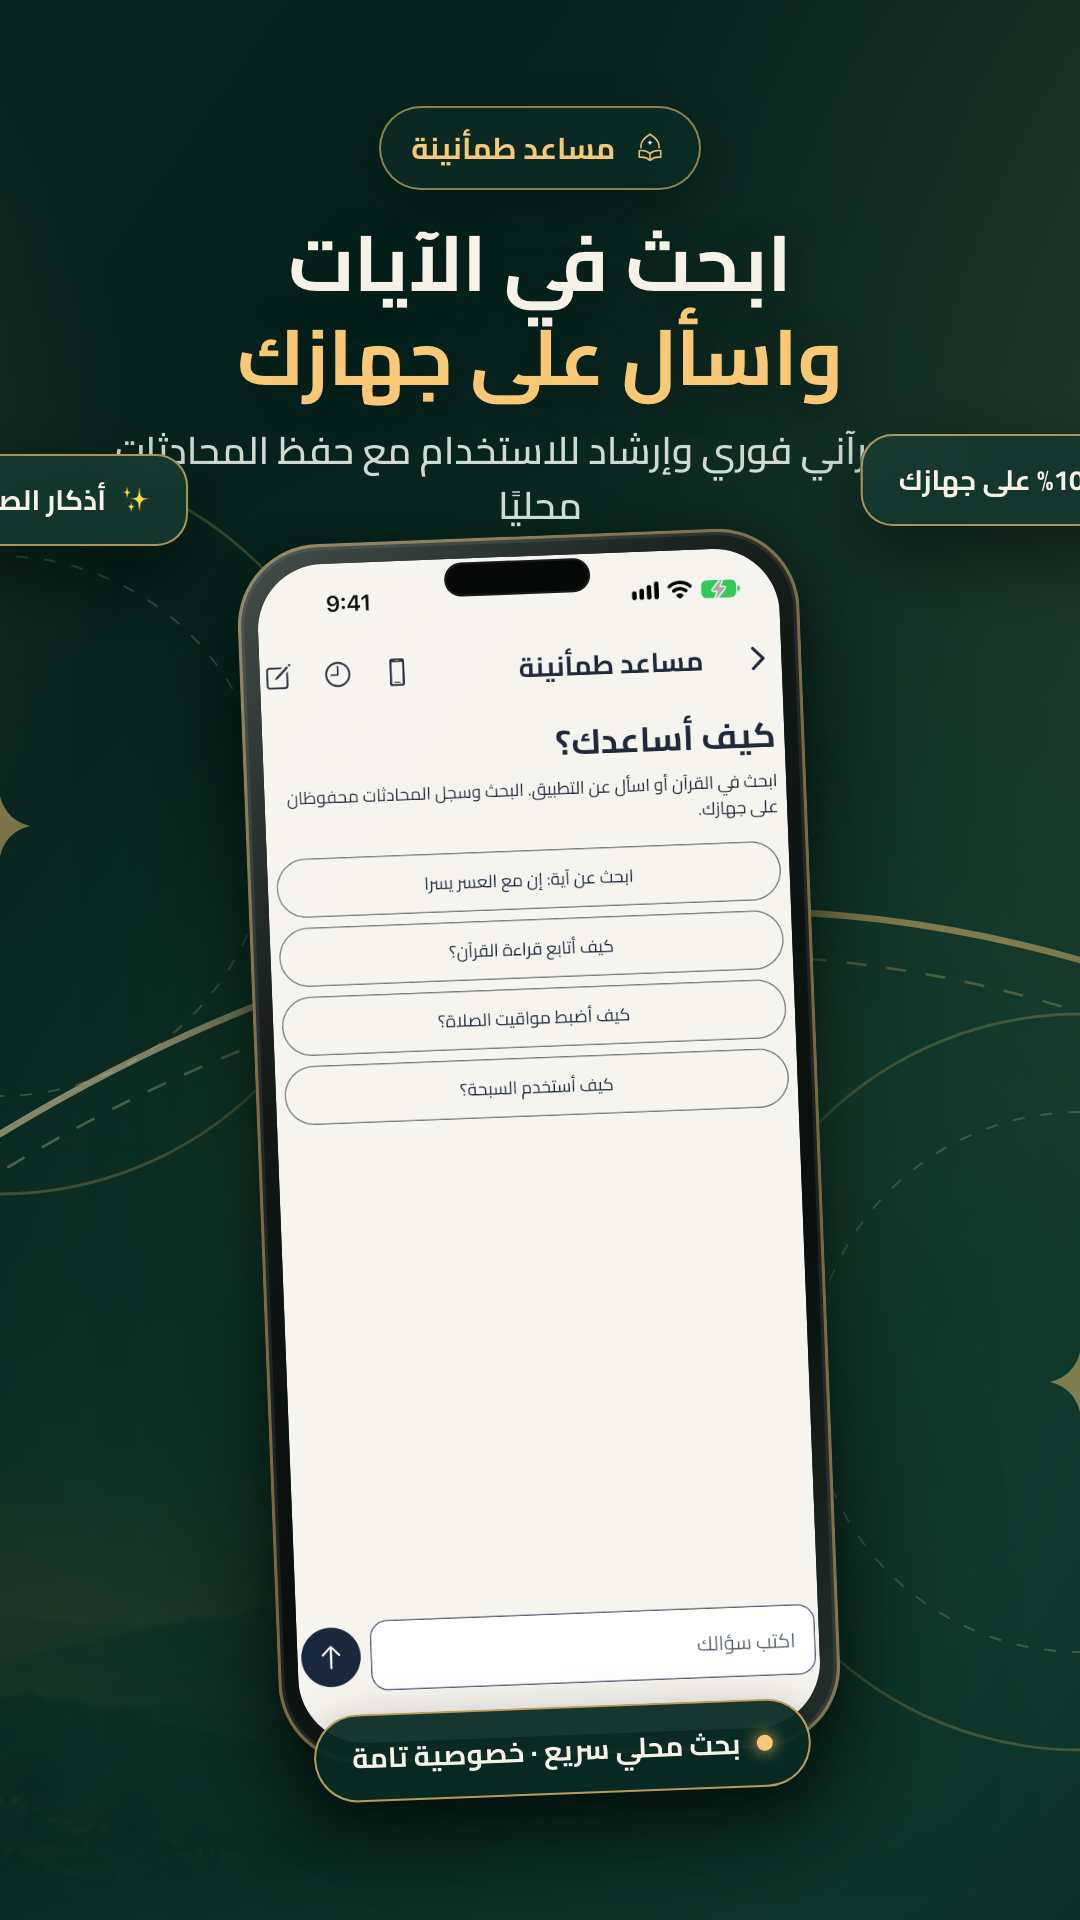 مساعد طمأنينة
ابحث في الآيات
واسأل على جهازك
فوري وإرشاد للاستخدام مع حفظ المحادثات
محليًا
على جهازك
✨ أذكار
9:41
مساعد طمأنينة
كيف أساعدك؟
ابحث في القرآن أو اسأل عن التطبيق. البحث وسجل المحادثات محفوظان
على جهازك.
ابحث عن آية: إن مع العسر يسرا
كيف أتابع قراءة القرآن؟
كيف أضبط مواقيت الصلاة؟
كيف أستخدم السبحة؟
اكتب سؤالك
بحث محلي سريع · خصوصية تامة